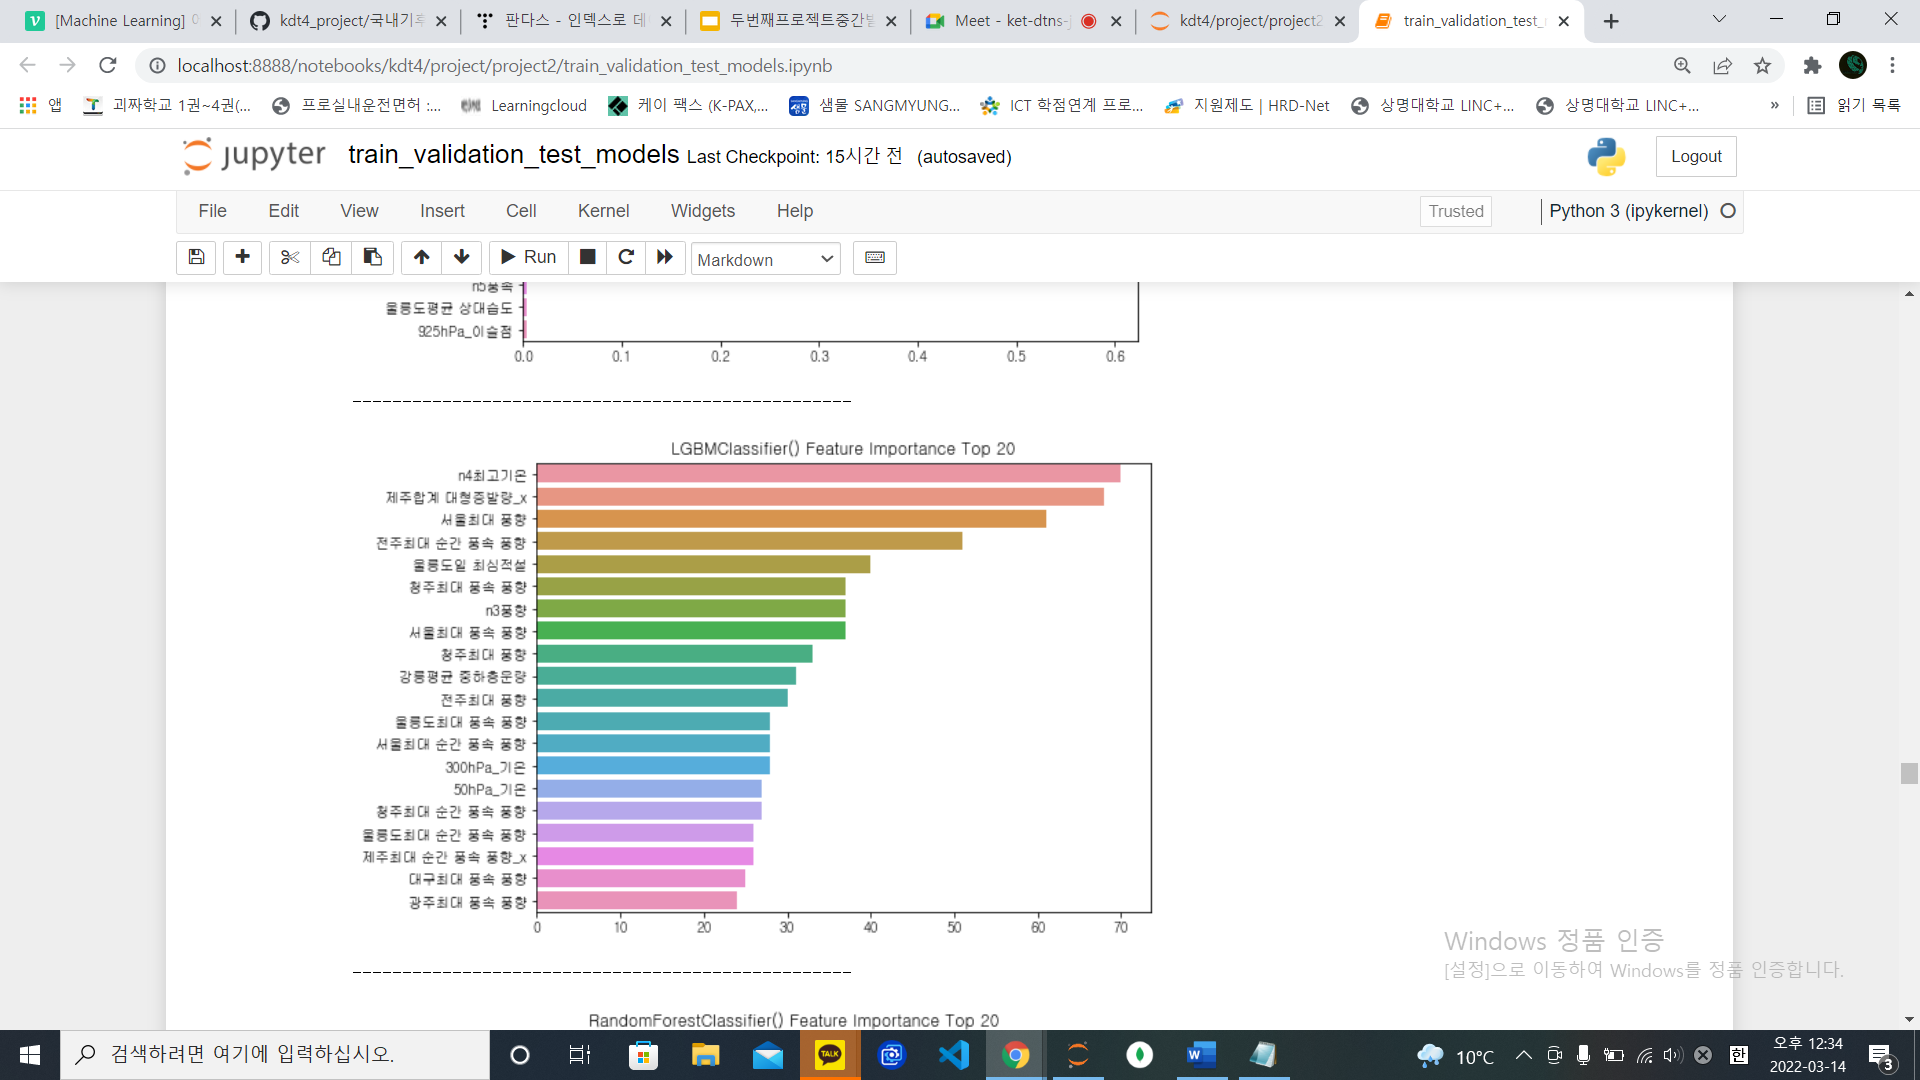 [Machine Learning]
kdt4_project/국내기후
판다스 - 인덱스로 데
두번째프로젝트중간발
Meet - ket-dtns-j
kdt4/project/project2
train_validation_test_
localhost:8888/notebooks/kdt4/project/project2/train_validation_test_models.ipynb
앱
괴짜학교 1권~4권(...
프로실내운전면허 :...
Learningcloud
케이 팩스 (K-PAX,...
샘물 SANGMYUNG...
ICT 학점연계 프로...
지원제도 | HRD-Net
상명대학교 LINC+...
상명대학교 LINC+...
»
읽기 목록
jupyter train_validation_test_models Last Checkpoint: 15시간 전 (autosaved)
Logout
File Edit View Insert Cell Kernel Widgets Help
Trusted
Python 3 (ipykernel)
Run
Markdown
n5풍속
울릉도평균 상대습도
925hPa_이슬점
0.0 0.1 0.2 0.3 0.4 0.5 0.6
--------------------------------------------------
LGBMClassifier() Feature Importance Top 20
n4최고기온
제주합계 대형증발량_x
서울최대 풍향
전주최대 순간 풍속 풍향
울릉도일 최심적설
청주최대 풍속 풍향
n3풍향
서울최대 풍속 풍향
청주최대 풍향
강릉평균 중하층운량
전주최대 풍향
울릉도최대 풍속 풍향
서울최대 순간 풍속 풍향
300hPa_기온
50hPa_기온
청주최대 순간 풍속 풍향
울릉도최대 순간 풍속 풍향
제주최대 순간 풍속 풍향_x
대구최대 풍속 풍향
광주최대 풍속 풍향
0 10 20 30 40 50 60 70
--------------------------------------------------
RandomForestClassifier() Feature Importance Top 20
Windows 정품 인증
[설정]으로 이동하여 Windows를 정품 인증합니다.
검색하려면 여기에 입력하십시오.
TALK
10°C
한
오후 12:34
2022-03-14
3